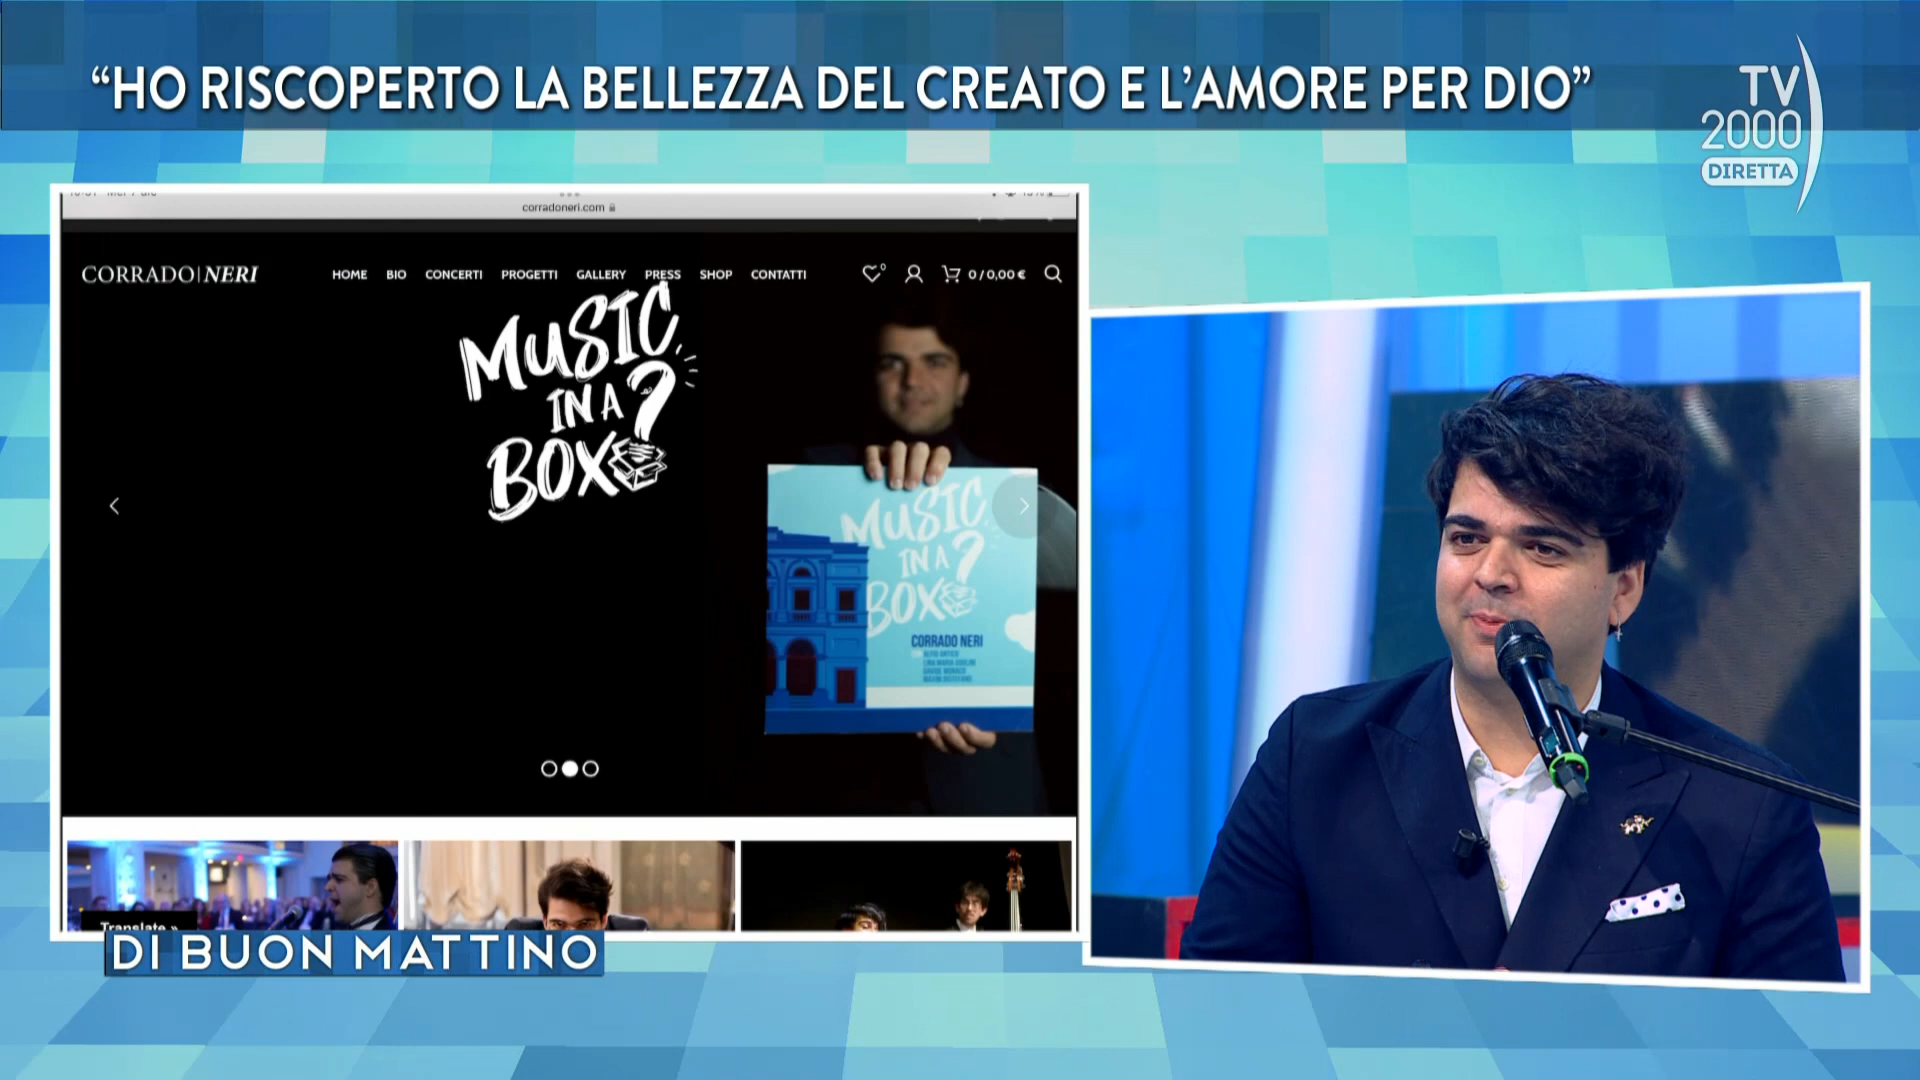 “HO RISCOPERTO LA BELLEZZA DEL CREATO E L’AMORE PER DIO”
TV
2000
DIRETTA
corradoneri.com
CORRADO|NERI
HOME BIO CONCERTI PROGETTI GALLERY PRESS SHOP CONTATTI 0 0 / 0,00 €
MUSIC
IN A
BOX?
MUSIC
IN A
BOX?
CORRADO NERI
Translate »
DI BUON MATTINO